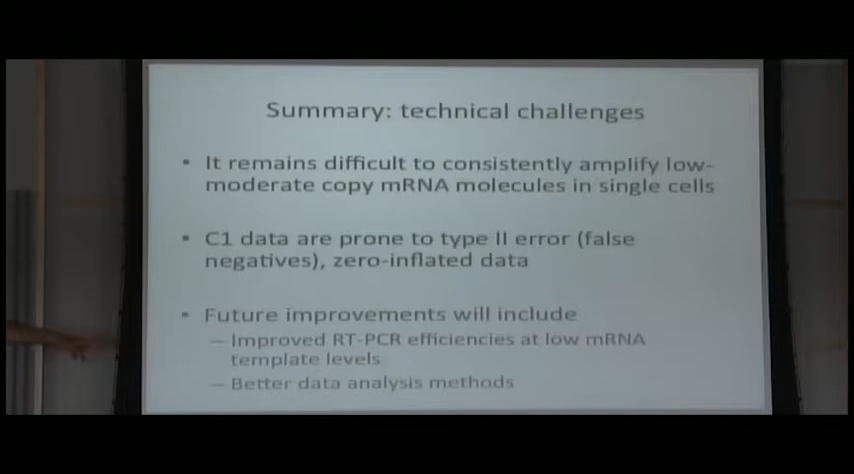 Summary: technical challenges
• It remains difficult to consistently amplify low-
moderate copy mRNA molecules in single cells
• C1 data are prone to type II error (false
negatives), zero-inflated data
• Future improvements will include
— Improved RT-PCR efficiencies at low mRNA
template levels
— Better data analysis methods